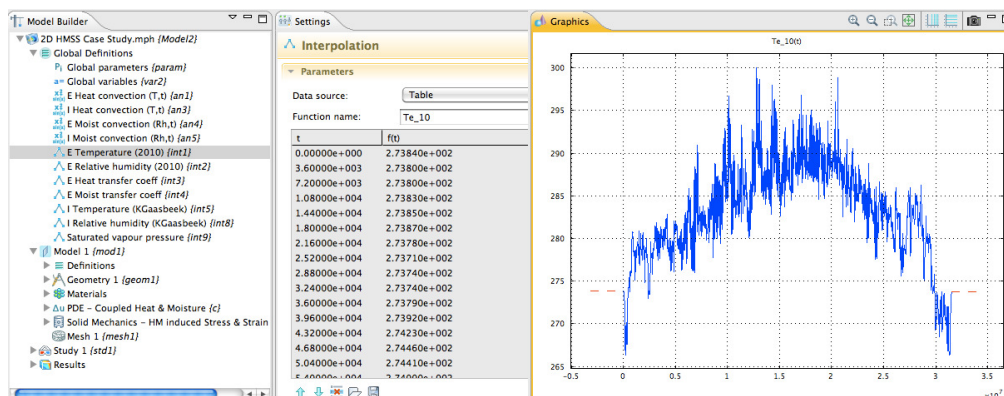 Model Builder
2D HMSS Case Study.mph {Model2}
Global Definitions
Pi Global parameters {param}
a= Global variables {var2}
E Heat convection (T,t) {an1}
I Heat convection (T,t) {an3}
E Moist convection (Rh,t) {an4}
I Moist convection (Rh,t) {an5}
E Temperature (2010) {int1}
E Relative humidity (2010) {int2}
E Heat transfer coeff {int3}
E Moist transfer coeff {int4}
I Temperature (KGaasbeek) {int5}
I Relative humidity (KGaasbeek) {int8}
Saturated vapour pressure {int9}
Model 1 {mod1}
Definitions
Geometry 1 {geom1}
Materials
Δu PDE - Coupled Heat & Moisture {c}
Solid Mechanics - HM induced Stress & Strain
Mesh 1 {mesh1}
Study 1 {std1}
Results
Settings
Interpolation
Parameters
Data source: Table
Function name: Te_10
t f(t)
0.00000e+000 2.73840e+002
3.60000e+003 2.73800e+002
7.20000e+003 2.73800e+002
1.08000e+004 2.73830e+002
1.44000e+004 2.73850e+002
1.80000e+004 2.73870e+002
2.16000e+004 2.73780e+002
2.52000e+004 2.73710e+002
2.88000e+004 2.73740e+002
3.24000e+004 2.73740e+002
3.60000e+004 2.73790e+002
3.96000e+004 2.73920e+002
4.32000e+004 2.74230e+002
4.68000e+004 2.74460e+002
5.04000e+004 2.74410e+002
Graphics
Te_10(t)
300
295
290
285
280
275
270
265
-0.5 0 0.5 1 1.5 2 2.5 3 3.5